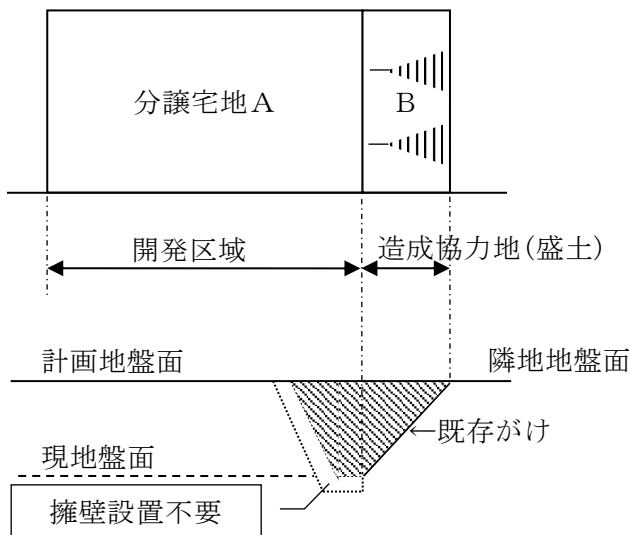 分譲宅地A
B
開発区域
造成協力地(盛土)
計画地盤面
隣地地盤面
←既存がけ
現地盤面
擁壁設置不要